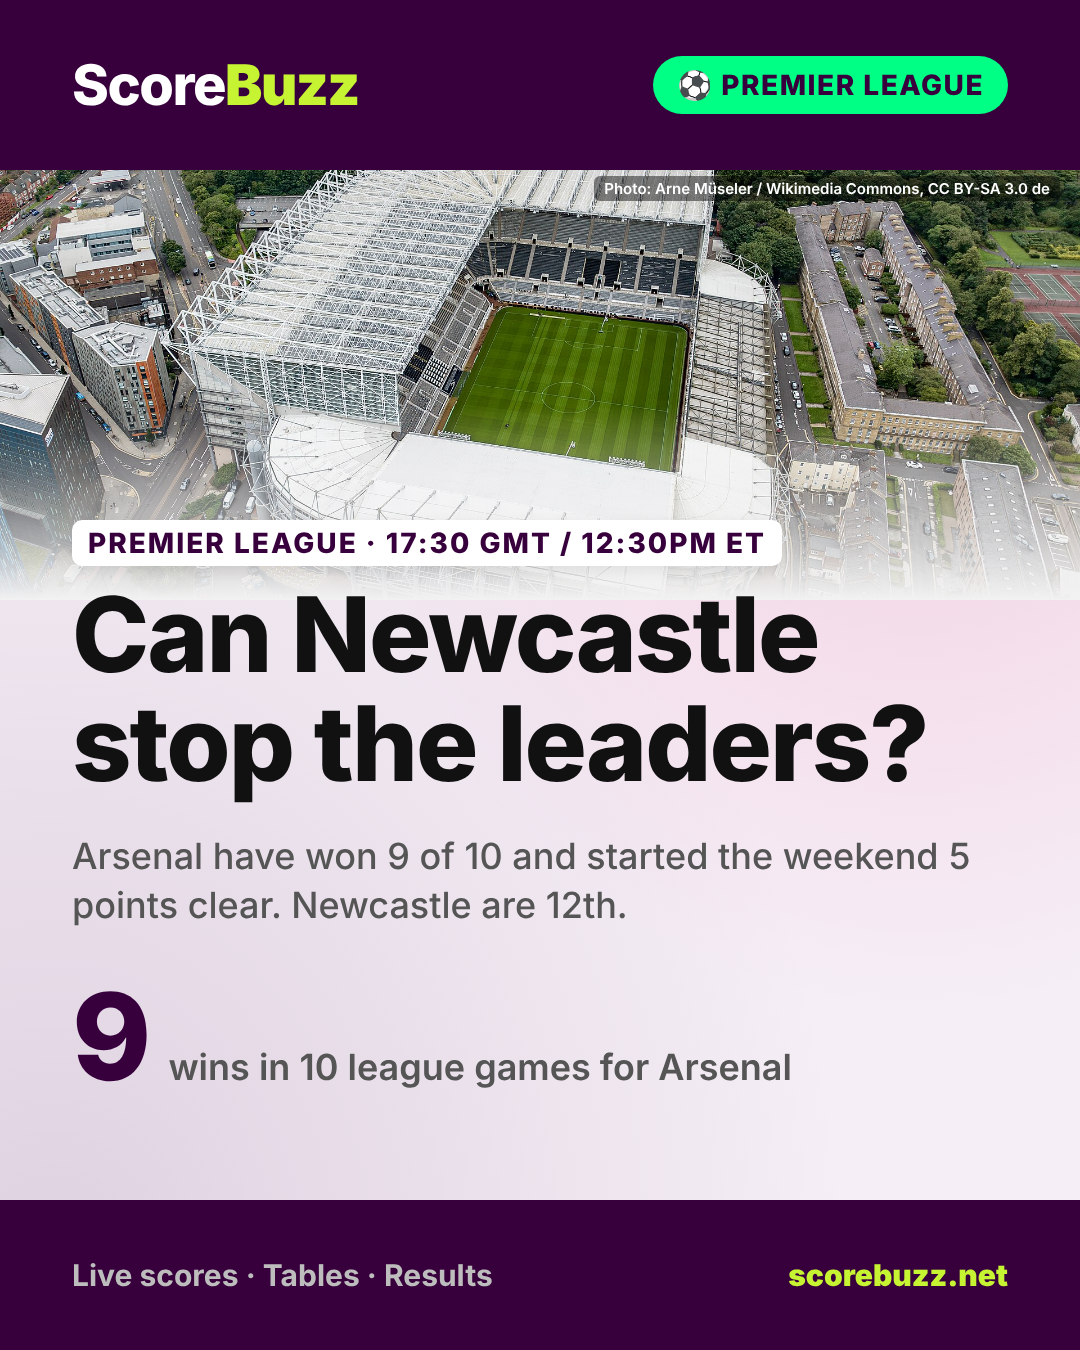 ScoreBuzz
⚽ PREMIER LEAGUE
Photo: Arne Müseler / Wikimedia Commons, CC BY-SA 3.0 de
PREMIER LEAGUE · 17:30 GMT / 12:30PM ET
Can Newcastle
stop the leaders?
Arsenal have won 9 of 10 and started the weekend 5
points clear. Newcastle are 12th.
9 wins in 10 league games for Arsenal
Live scores · Tables · Results
scorebuzz.net